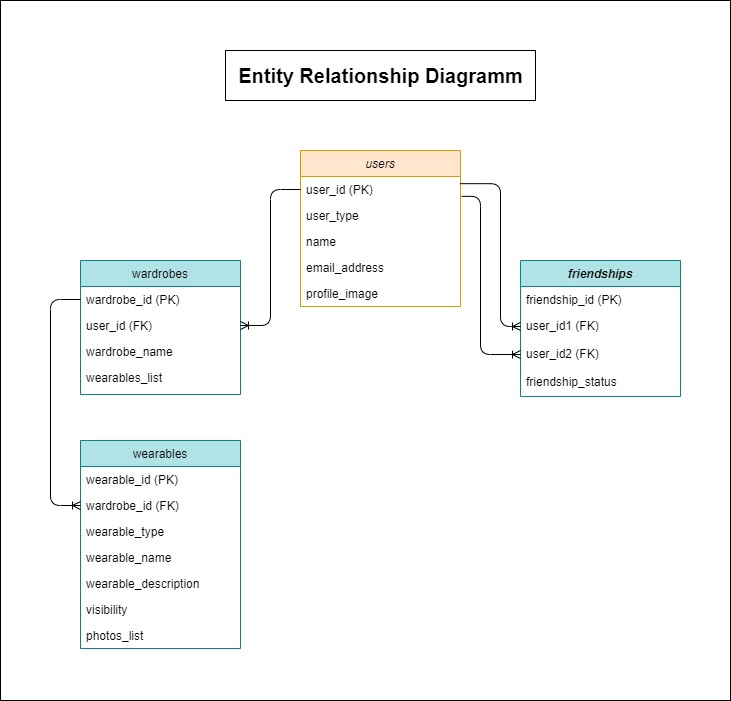 Entity Relationship Diagramm
users
user_id (PK)
user_type
name
email_address
profile_image
wardrobes
wardrobe_id (PK)
user_id (FK)
wardrobe_name
wearables_list
friendships
friendship_id (PK)
user_id1 (FK)
user_id2 (FK)
friendship_status
wearables
wearable_id (PK)
wardrobe_id (FK)
wearable_type
wearable_name
wearable_description
visibility
photos_list